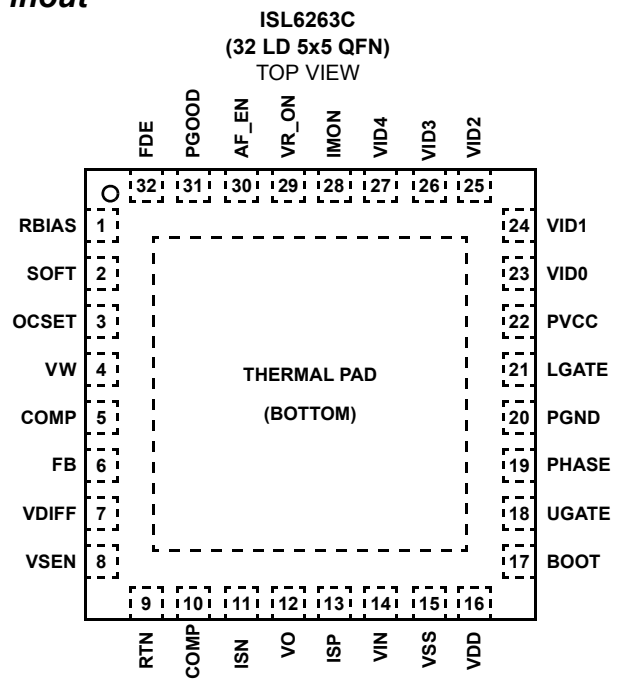 ISL6263C
(32 LD 5x5 QFN)
TOP VIEW
FDE
PGOOD
AF_EN
VR_ON
IMON
VID4
VID3
VID2
32 31 30 29 28 27 26 25
RBIAS 1
SOFT 2
OCSET 3
VW 4
COMP 5
FB 6
VDIFF 7
VSEN 8
THERMAL PAD
(BOTTOM)
24 VID1
23 VID0
22 PVCC
21 LGATE
20 PGND
19 PHASE
18 UGATE
17 BOOT
9 10 11 12 13 14 15 16
RTN
COMP
ISN
VO
ISP
VIN
VSS
VDD